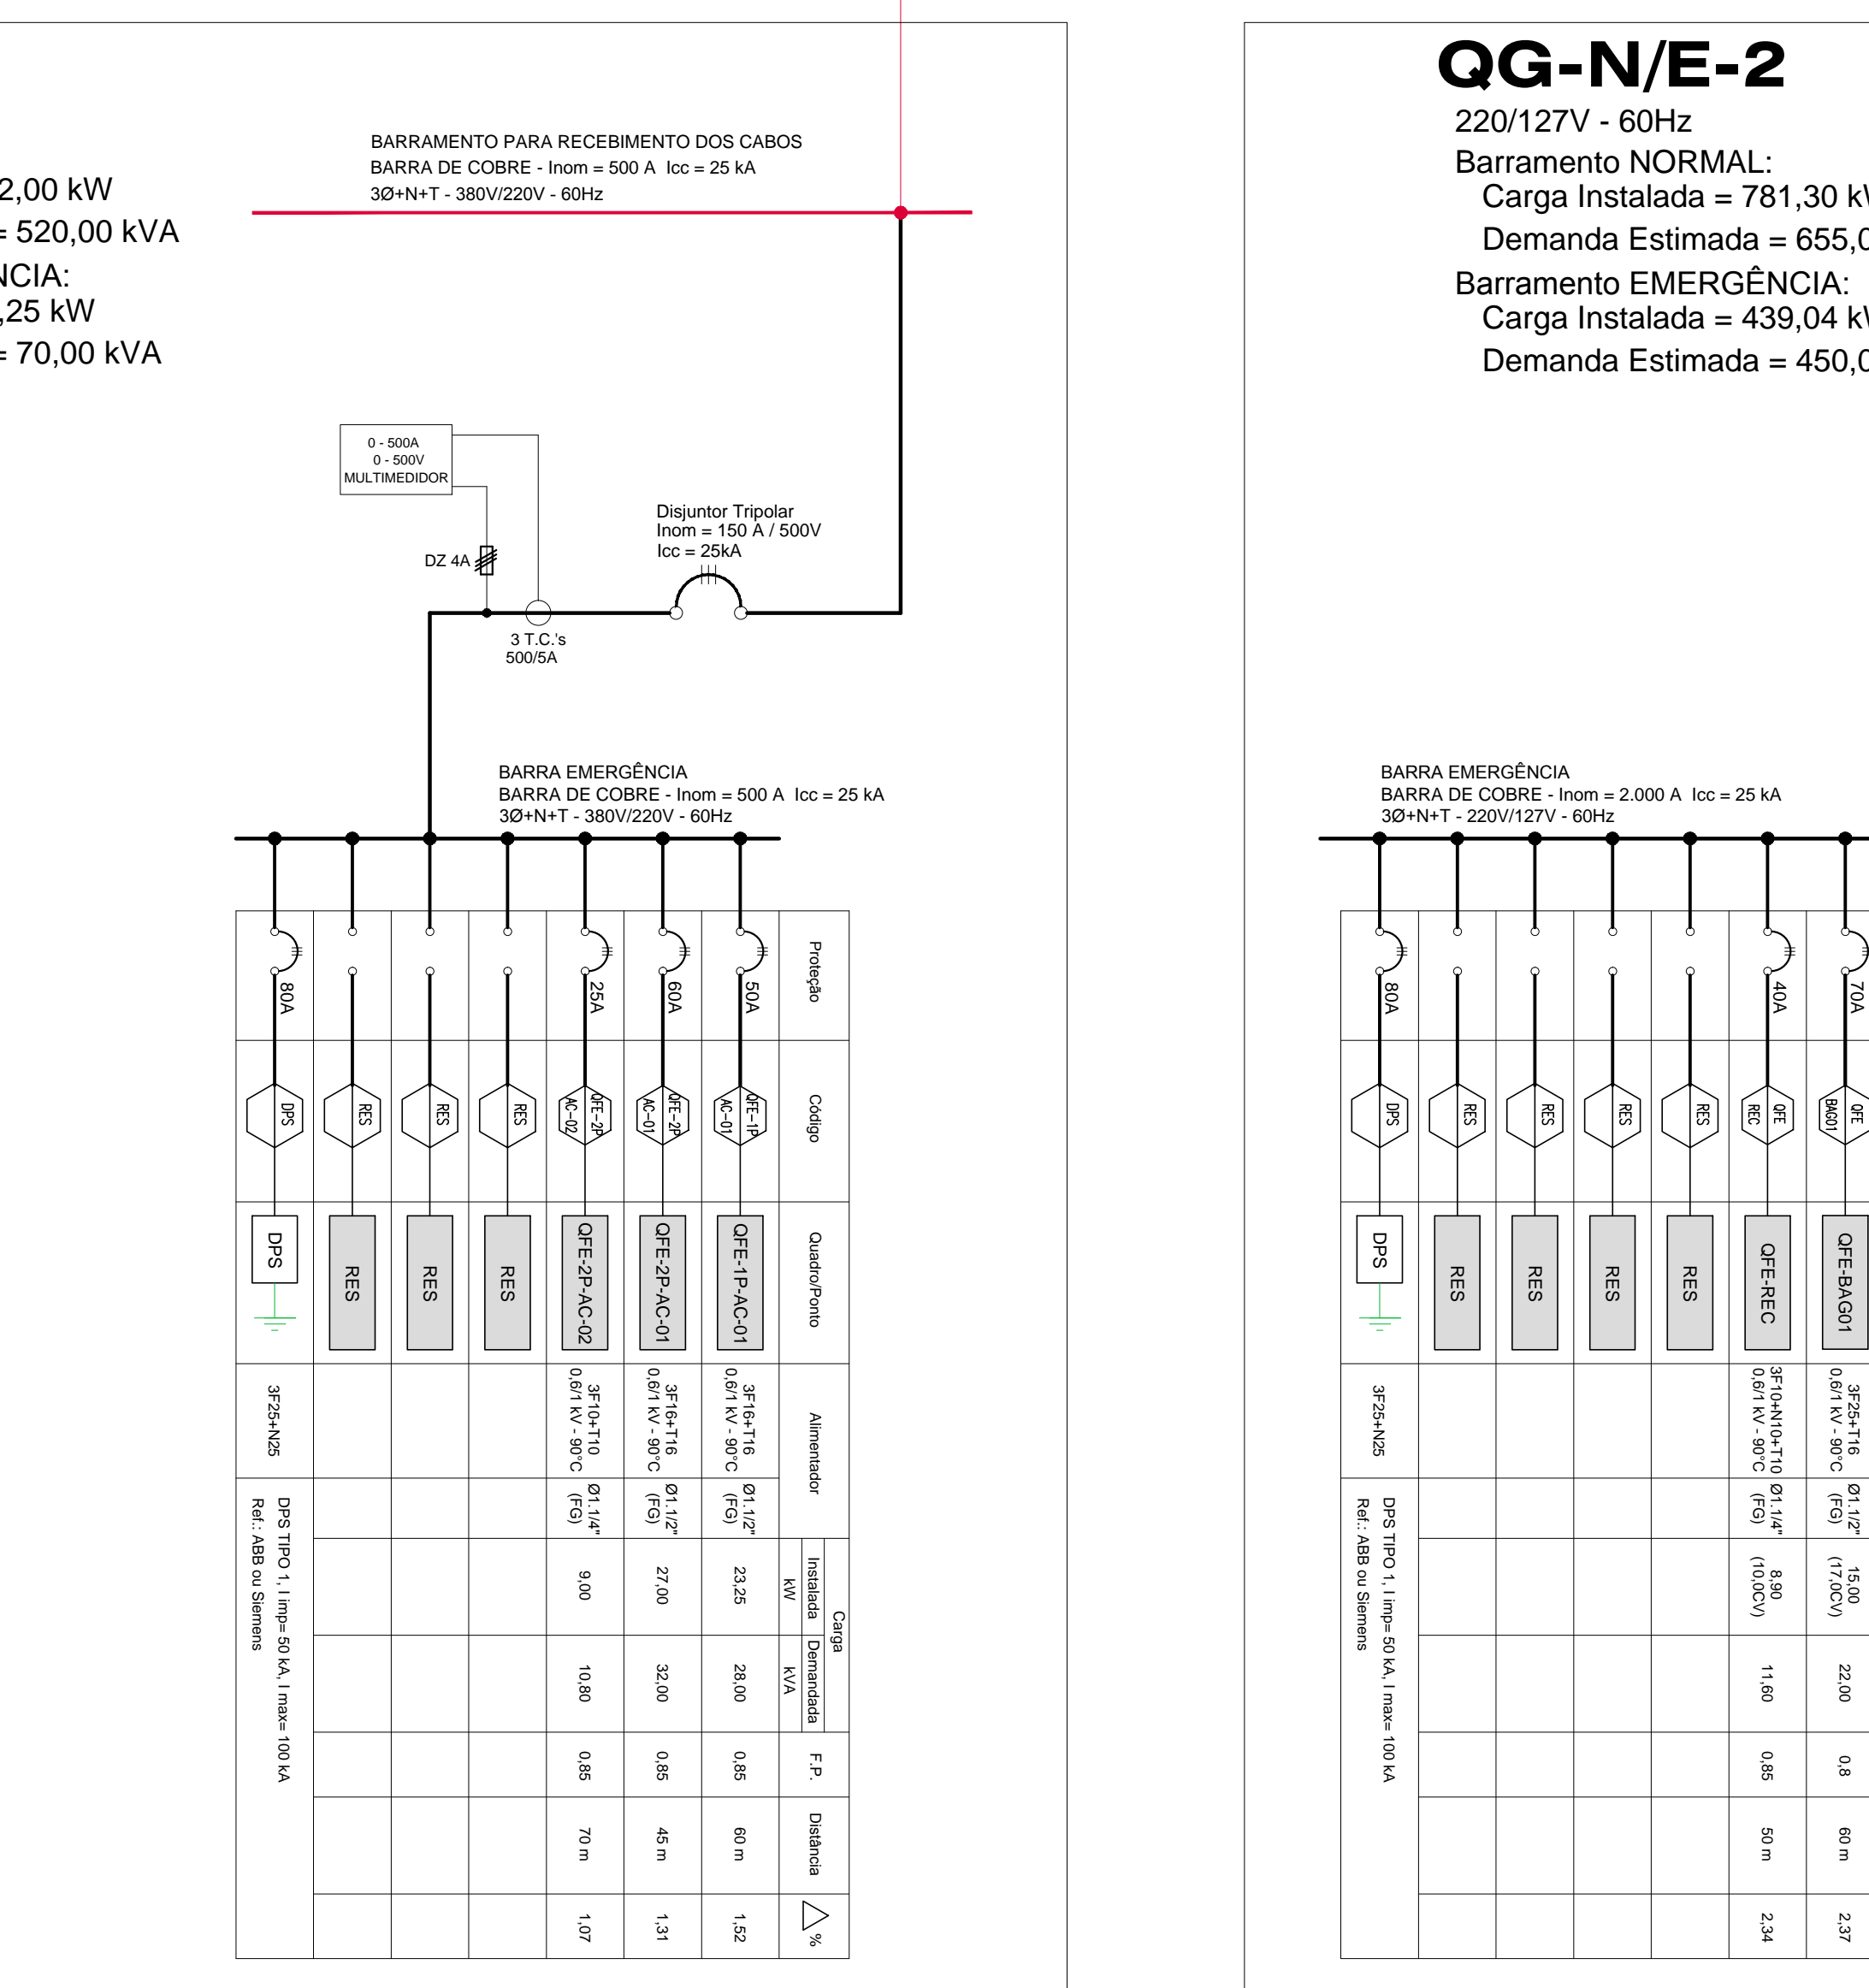 2,00 kW
= 520,00 kVA
NCIA:
,25 kW
= 70,00 kVA
BARRAMENTO PARA RECEBIMENTO DOS CABOS
BARRA DE COBRE - Inom = 500 A Icc = 25 kA
3Ø+N+T - 380V/220V - 60Hz
0 - 500A
0 - 500V
MULTIMEDIDOR
DZ 4A
3 T.C.'s
500/5A
Disjuntor Tripolar
Inom = 150 A / 500V
Icc = 25kA
BARRA EMERGÊNCIA
BARRA DE COBRE - Inom = 500 A Icc = 25 kA
3Ø+N+T - 380V/220V - 60Hz
Proteção
Código
Quadro/Ponto
Alimentador
Carga
Instalada
kW
Demandada
kVA
F.P.
Distância
%
50A
QFE-1P
AC-01
QFE-1P-AC-01
3F16+T16
0,6/1 kV - 90°C
Ø1.1/2"
(FG)
23,25
28,00
0,85
60 m
1,52
60A
QFE-2P
AC-01
QFE-2P-AC-01
3F16+T16
0,6/1 kV - 90°C
Ø1.1/2"
(FG)
27,00
32,00
0,85
45 m
1,31
25A
QFE-2P
AC-02
QFE-2P-AC-02
3F10+T10
0,6/1 kV - 90°C
Ø1.1/4"
(FG)
9,00
10,80
0,85
70 m
1,07
RES
RES
RES
RES
RES
RES
80A
DPS
DPS
3F25+N25
DPS TIPO 1, I imp= 50 kA, I max= 100 kA
Ref.: ABB ou Siemens
QG-N/E-2
220/127V - 60Hz
Barramento NORMAL:
Carga Instalada = 781,30 kW
Demanda Estimada = 655,0
Barramento EMERGÊNCIA:
Carga Instalada = 439,04 kW
Demanda Estimada = 450,0
BARRA EMERGÊNCIA
BARRA DE COBRE - Inom = 2.000 A Icc = 25 kA
3Ø+N+T - 220V/127V - 60Hz
70A
QFE
BAG01
QFE-BAG01
3F25+T16
0,6/1 kV - 90°C
Ø1.1/2"
(FG)
15,00
(17,0CV)
22,00
0,8
60 m
2,37
40A
QFE
REC
QFE-REC
3F10+N10+T10
0,6/1 kV - 90°C
Ø1.1/4"
(FG)
8,90
(10,0CV)
11,60
0,85
50 m
2,34
RES
RES
RES
RES
RES
RES
RES
RES
80A
DPS
DPS
3F25+N25
DPS TIPO 1, I imp= 50 kA, I max= 100 kA
Ref.: ABB ou Siemens